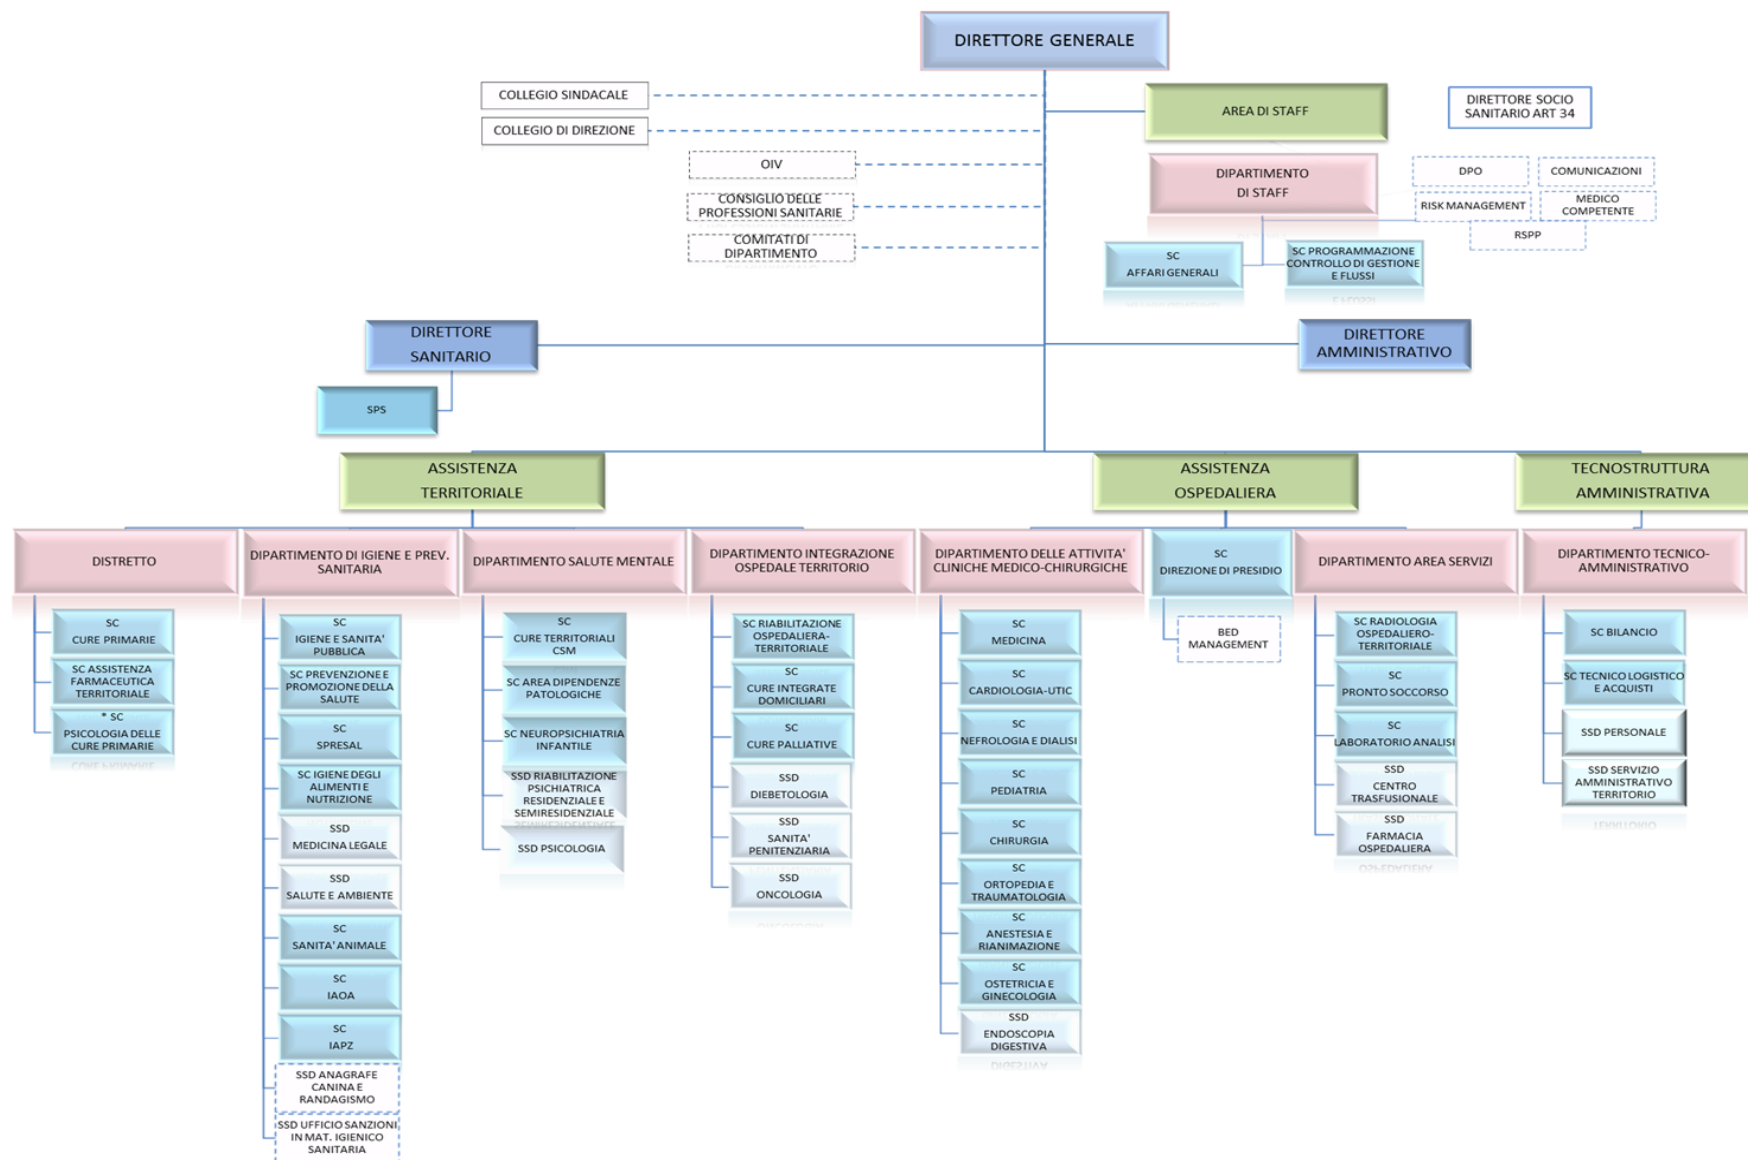 DIRETTORE GENERALE
COLLEGIO SINDACALE
COLLEGIO DI DIREZIONE
OIV
CONSIGLIO DELLE
PROFESSIONI SANITARIE
COMITATI DI
DIPARTIMENTO
AREA DI STAFF
DIRETTORE SOCIO
SANITARIO ART 34
DIPARTIMENTO
DI STAFF
DPO
COMUNICAZIONI
RISK MANAGEMENT
MEDICO
COMPETENTE
RSPP
SC
AFFARI GENERALI
SC PROGRAMMAZIONE
CONTROLLO DI GESTIONE
E FLUSSI
DIRETTORE
SANITARIO
DIRETTORE
AMMINISTRATIVO
SPS
ASSISTENZA
TERRITORIALE
ASSISTENZA
OSPEDALIERA
TECNOSTRUTTURA
AMMINISTRATIVA
DISTRETTO
SC
CURE PRIMARIE
SC ASSISTENZA
FARMACEUTICA
TERRITORIALE
* SC
PSICOLOGIA DELLE
CURE PRIMARIE
DIPARTIMENTO DI IGIENE E PREV.
SANITARIA
SC
IGIENE E SANITA'
PUBBLICA
SC PREVENZIONE E
PROMOZIONE DELLA
SALUTE
SC
SPRESAL
SC IGIENE DEGLI
ALIMENTI E
NUTRIZIONE
SSD
MEDICINA LEGALE
SSD
SALUTE E AMBIENTE
SC
SANITA' ANIMALE
SC
IAOA
SC
IAPZ
SSD ANAGRAFE
CANINA E
RANDAGISMO
SSD UFFICIO SANZIONI
IN MAT. IGIENICO
SANITARIA
DIPARTIMENTO SALUTE MENTALE
SC
CURE TERRITORIALI
CSM
SC AREA DIPENDENZE
PATOLOGICHE
SC NEUROPSICHIATRIA
INFANTILE
SSD RIABILITAZIONE
PSICHIATRICA
RESIDENZIALE E
SEMIRESIDENZIALE
SSD PSICOLOGIA
DIPARTIMENTO INTEGRAZIONE
OSPEDALE TERRITORIO
SC RIABILITAZIONE
OSPEDALIERA-
TERRITORIALE
SC
CURE INTEGRATE
DOMICILIARI
SC
CURE PALLIATIVE
SSD
DIEBETOLOGIA
SSD
SANITA'
PENITENZIARIA
SSD
ONCOLOGIA
DIPARTIMENTO DELLE ATTIVITA'
CLINICHE MEDICO-CHIRURGICHE
SC
MEDICINA
SC
CARDIOLOGIA-UTIC
SC
NEFROLOGIA E DIALISI
SC
PEDIATRIA
SC
CHIRURGIA
SC
ORTOPEDIA E
TRAUMATOLOGIA
SC
ANESTESIA E
RIANIMAZIONE
SC
OSTETRICIA E
GINECOLOGIA
SSD
ENDOSCOPIA
DIGESTIVA
SC
DIREZIONE DI PRESIDIO
BED
MANAGEMENT
DIPARTIMENTO AREA SERVIZI
SC RADIOLOGIA
OSPEDALIERO-
TERRITORIALE
SC
PRONTO SOCCORSO
SC
LABORATORIO ANALISI
SSD
CENTRO
TRASFUSIONALE
SSD
FARMACIA
OSPEDALIERA
DIPARTIMENTO TECNICO-
AMMINISTRATIVO
SC BILANCIO
SC TECNICO LOGISTICO
E ACQUISTI
SSD PERSONALE
SSD SERVIZIO
AMMINISTRATIVO
TERRITORIO